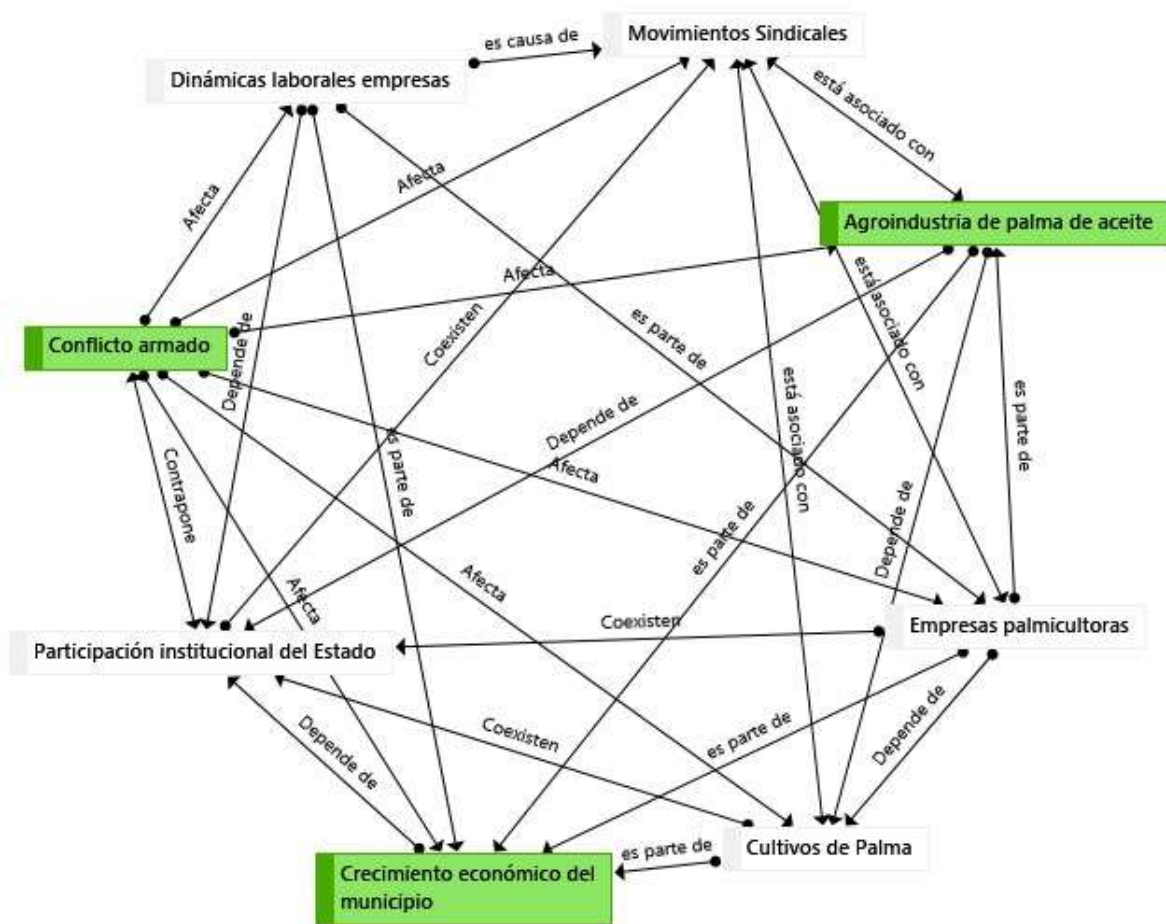 Movimientos Sindicales
es causa de
Dinámicas laborales empresas
está asociado con
Afecta
Afecta
Agroindustria de palma de aceite
Afecta
Conflicto armado
Depende de
Coexisten
es parte de
está asociado con
está asociado con
es parte de
Depende de
es parte de
Afecta
Contrapone
es parte de
Depende de
Afecta
Afecta
Coexisten
Empresas palmicultoras
Participación institucional del Estado
Coexisten
es parte de
Depende de
Depende de
es parte de
Cultivos de Palma
Crecimiento económico del
municipio